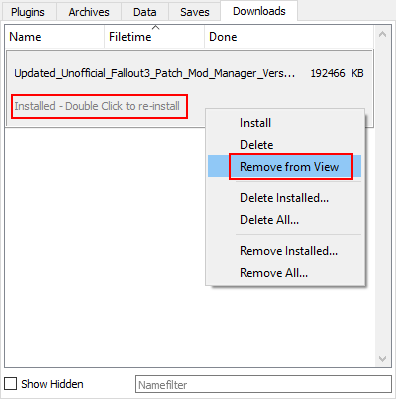 Plugins Archives Data Saves Downloads
Name Filetime Done
Updated_Unofficial_Fallout3_Patch_Mod_Manager_Vers... 192466 KB
Installed - Double Click to re-install
Install
Delete
Remove from View
Delete Installed...
Delete All...
Remove Installed...
Remove All...
Show Hidden Namefilter